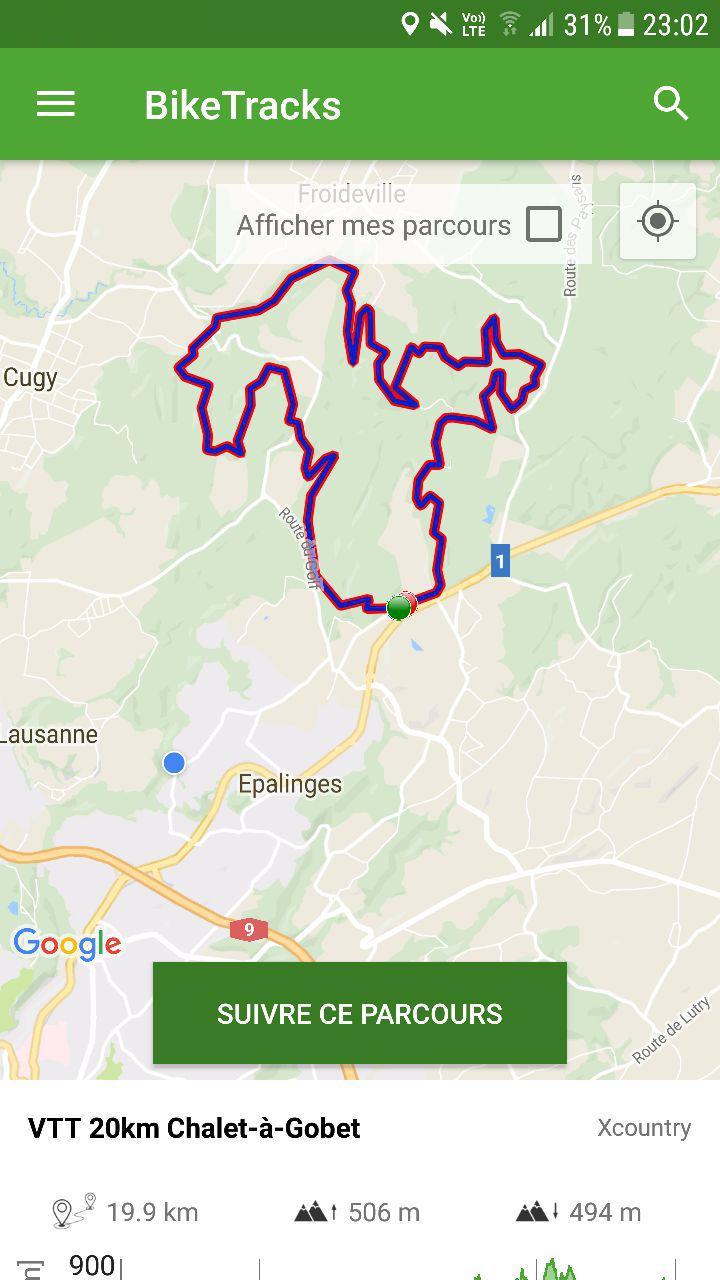 Vo))
LTE
31%
23:02
BikeTracks
Froideville
Afficher mes parcours
Route des Paysans
Cugy
Route du Golf
1
Lausanne
Epalinges
9
Google
SUIVRE CE PARCOURS
Route de Lutry
VTT 20km Chalet-à-Gobet
Xcountry
19.9 km
506 m
494 m
900